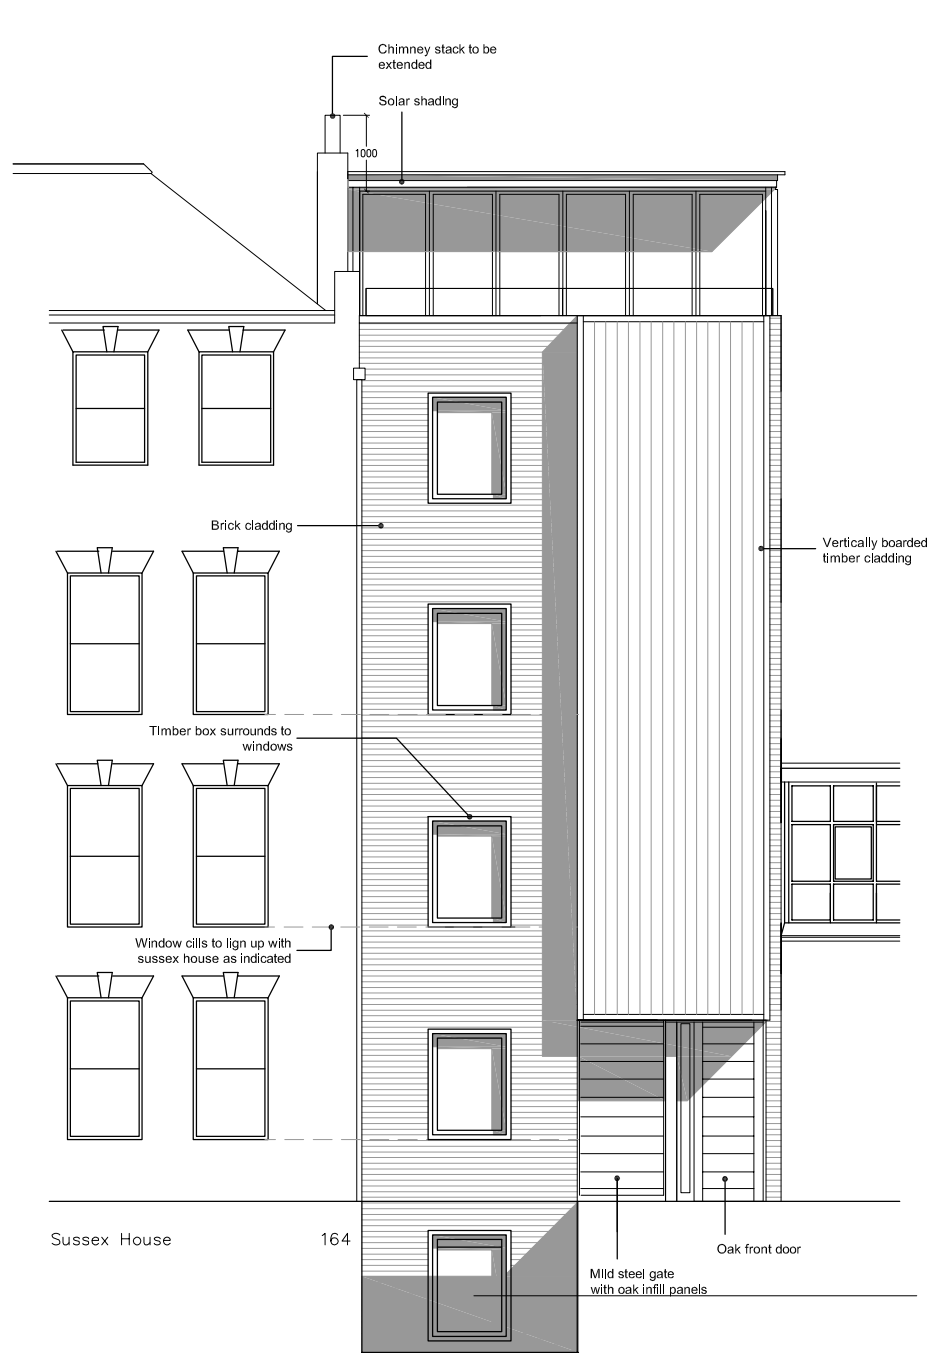 Chimney stack to be
extended
Solar shading
1000
Brick cladding
Vertically boarded
timber cladding
Timber box surrounds to
windows
Window cills to lign up with
sussex house as indicated
Sussex House
164
Oak front door
Mild steel gate
with oak infill panels